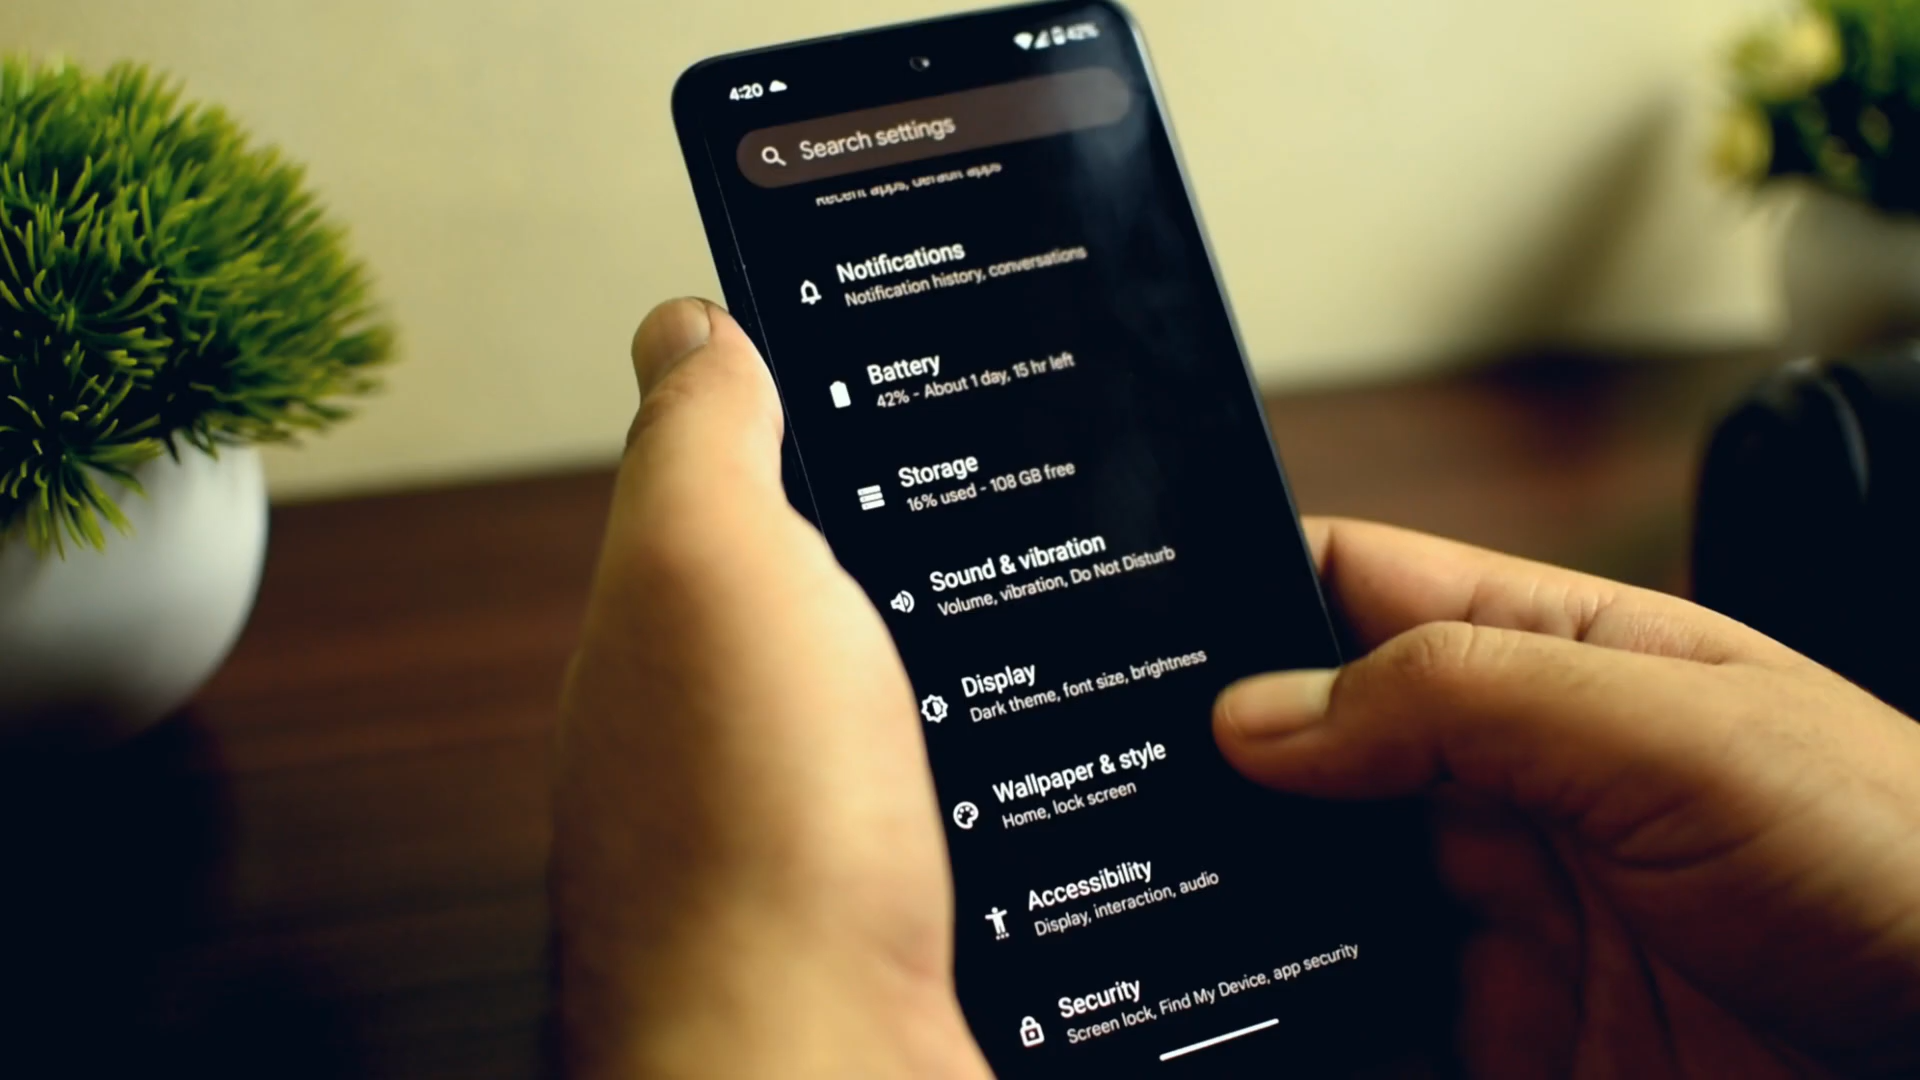 4:20 42%
Search settings
Recent apps, default apps
Notifications
Notification history, conversations
Battery
42% - About 1 day, 15 hr left
Storage
16% used - 108 GB free
Sound & vibration
Volume, vibration, Do Not Disturb
Display
Dark theme, font size, brightness
Wallpaper & style
Home, lock screen
Accessibility
Display, interaction, audio
Security
Screen lock, Find My Device, app security